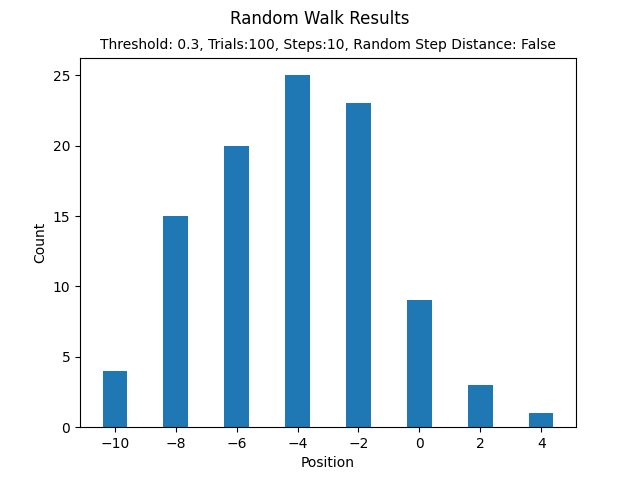 Random Walk Results
Threshold: 0.3, Trials:100, Steps:10, Random Step Distance: False
25
20
15
10
5
0
Count
−10 −8 −6 −4 −2 0 2 4
Position